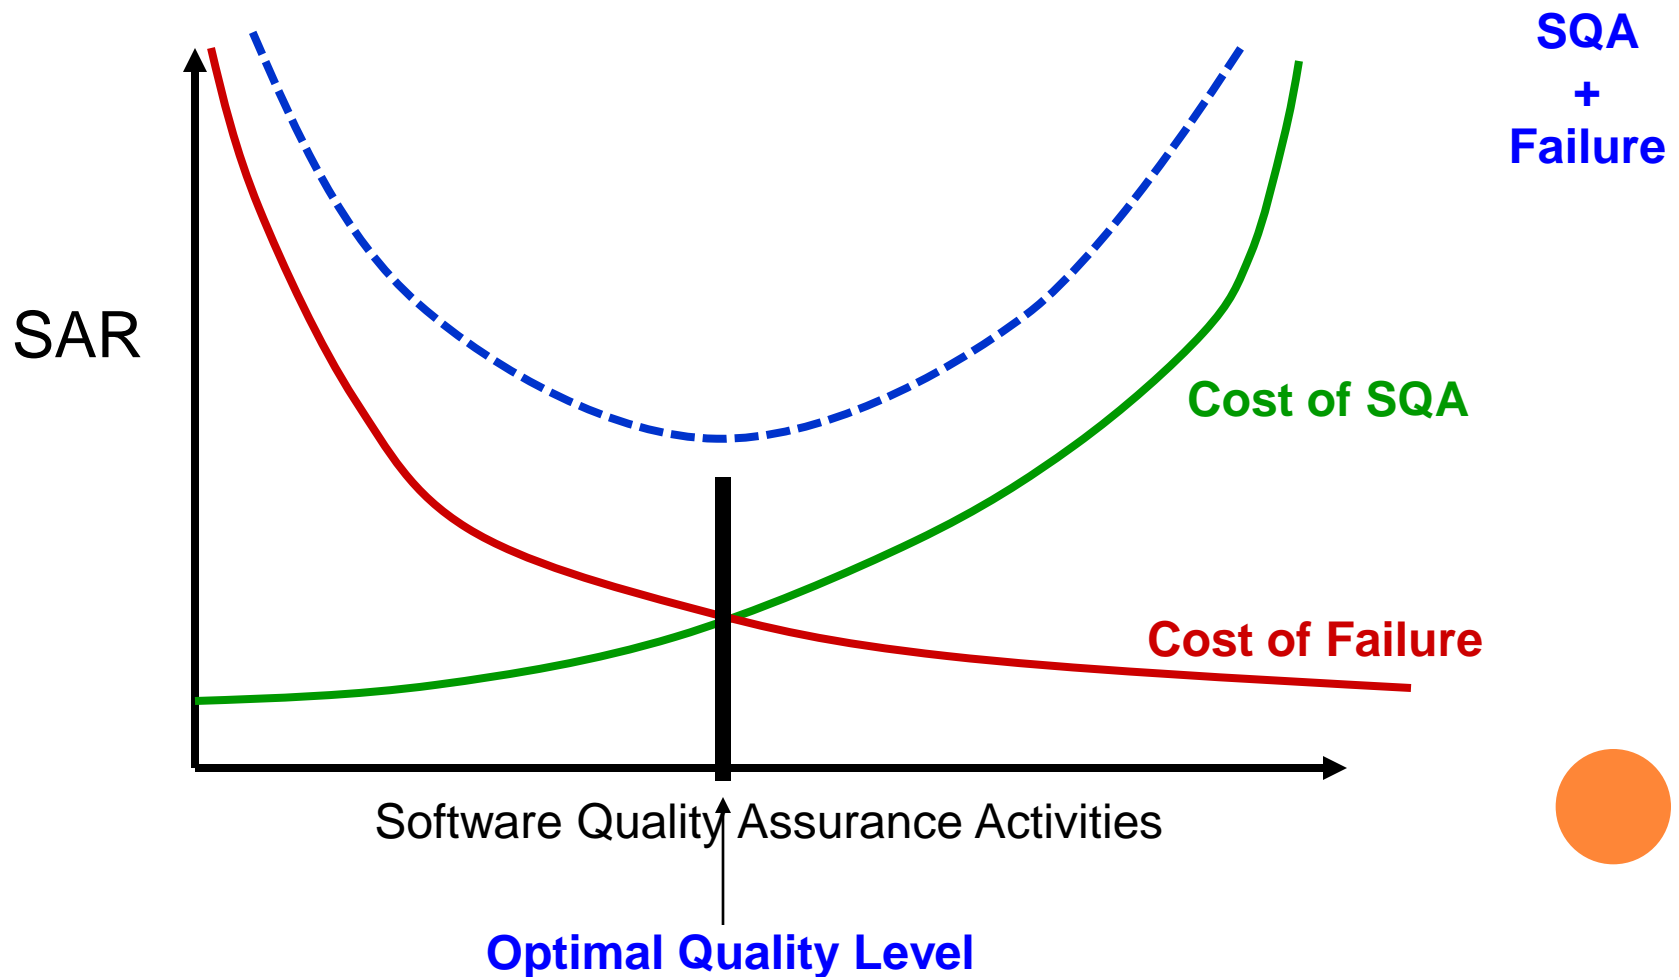 SQA
+
Failure
SAR
Cost of SQA
Cost of Failure
Software Quality Assurance Activities
Optimal Quality Level